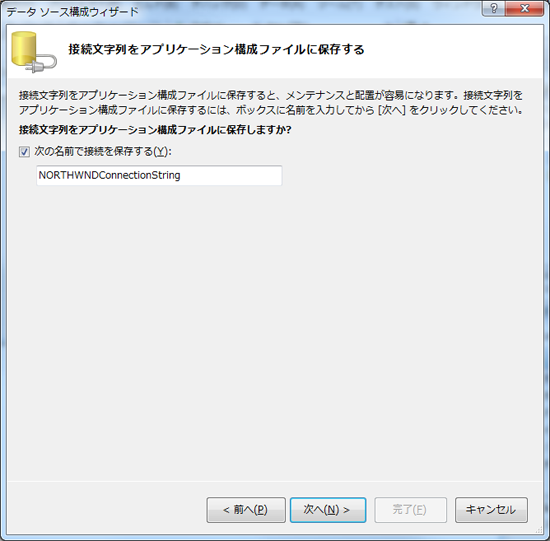 データ ソース構成ウィザード
接続文字列をアプリケーション構成ファイルに保存する
接続文字列をアプリケーション構成ファイルに保存すると、メンテナンスと配置が容易になります。接続文字列を
アプリケーション構成ファイルに保存するには、ボックスに名前を入力してから [次へ] をクリックしてください。
接続文字列をアプリケーション構成ファイルに保存しますか?
次の名前で接続を保存する(Y):
NORTHWNDConnectionString
< 前へ(P) 次へ(N) > 完了(F) キャンセル